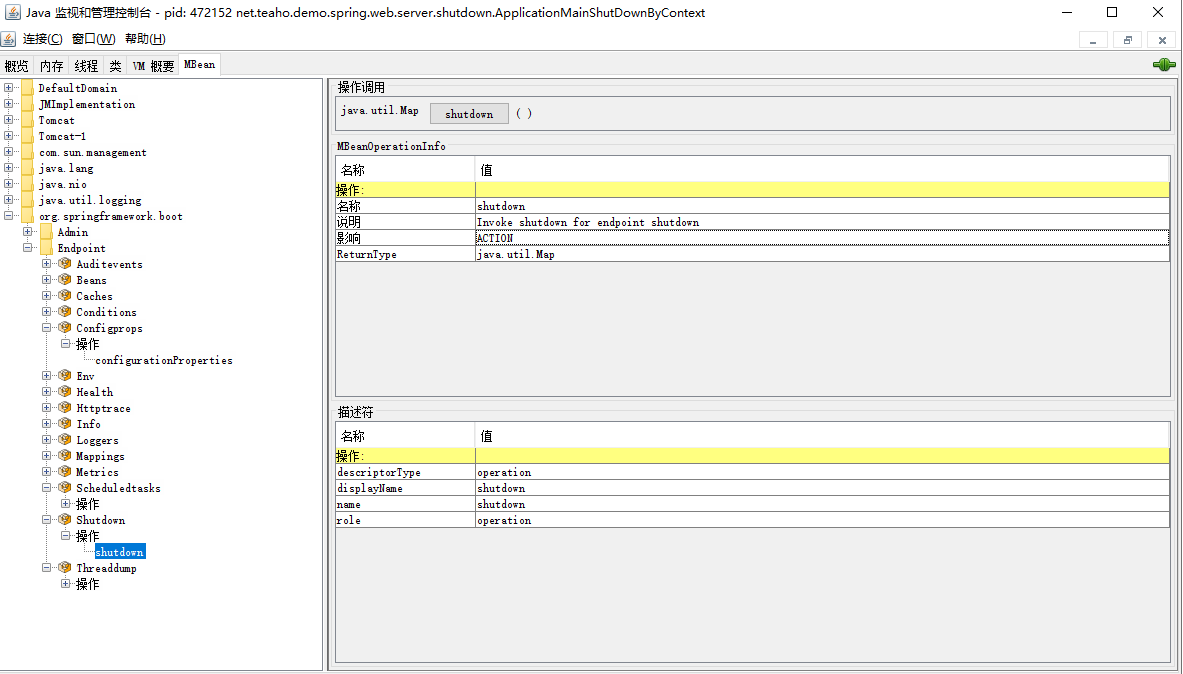 Java 监视和管理控制台 - pid: 472152 net.teaho.demo.spring.web.server.shutdown.ApplicationMainShutDownByContext
连接(C) 窗口(W) 帮助(H)
概览 内存 线程 类 VM 概要 MBean
DefaultDomain
JMImplementation
Tomcat
Tomcat-1
com.sun.management
java.lang
java.nio
java.util.logging
org.springframework.boot
Admin
Endpoint
Auditevents
Beans
Caches
Conditions
Configprops
操作
configurationProperties
Env
Health
Httptrace
Info
Loggers
Mappings
Metrics
Scheduledtasks
操作
Shutdown
操作
shutdown
Threaddump
操作
操作调用
java.util.Map shutdown ( )
MBeanOperationInfo
名称 值
操作:
名称 shutdown
说明 Invoke shutdown for endpoint shutdown
影响 ACTION
ReturnType java.util.Map
描述符
名称 值
操作:
descriptorType operation
displayName shutdown
name shutdown
role operation